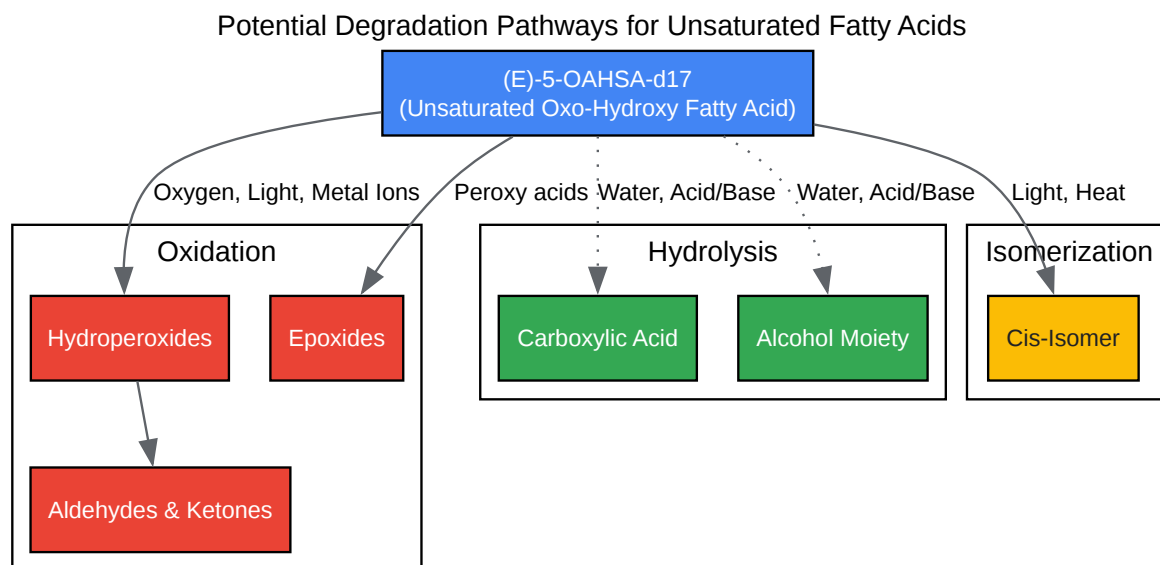 Potential Degradation Pathways for Unsaturated Fatty Acids
(E)-5-OAHSA-d17
(Unsaturated Oxo-Hydroxy Fatty Acid)
Oxygen, Light, Metal Ions
Peroxy acids
Water, Acid/Base
Water, Acid/Base
Light, Heat
Oxidation
Hydrolysis
Isomerization
Hydroperoxides
Epoxides
Carboxylic Acid
Alcohol Moiety
Cis-Isomer
Aldehydes & Ketones